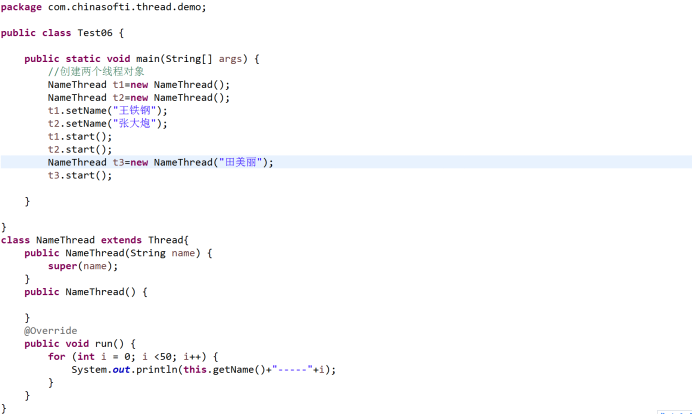 package com.chinasofti.thread.demo;
public class Test06 {
public static void main(String[] args) {
//创建两个线程对象
NameThread t1=new NameThread();
NameThread t2=new NameThread();
t1.setName("王铁钢");
t2.setName("张大炮");
t1.start();
t2.start();
NameThread t3=new NameThread("田美丽");
t3.start();
}
}
class NameThread extends Thread{
public NameThread(String name) {
super(name);
}
public NameThread() {
}
@Override
public void run() {
for (int i = 0; i <50; i++) {
System.out.println(this.getName()+"-----"+i);
}
}
}